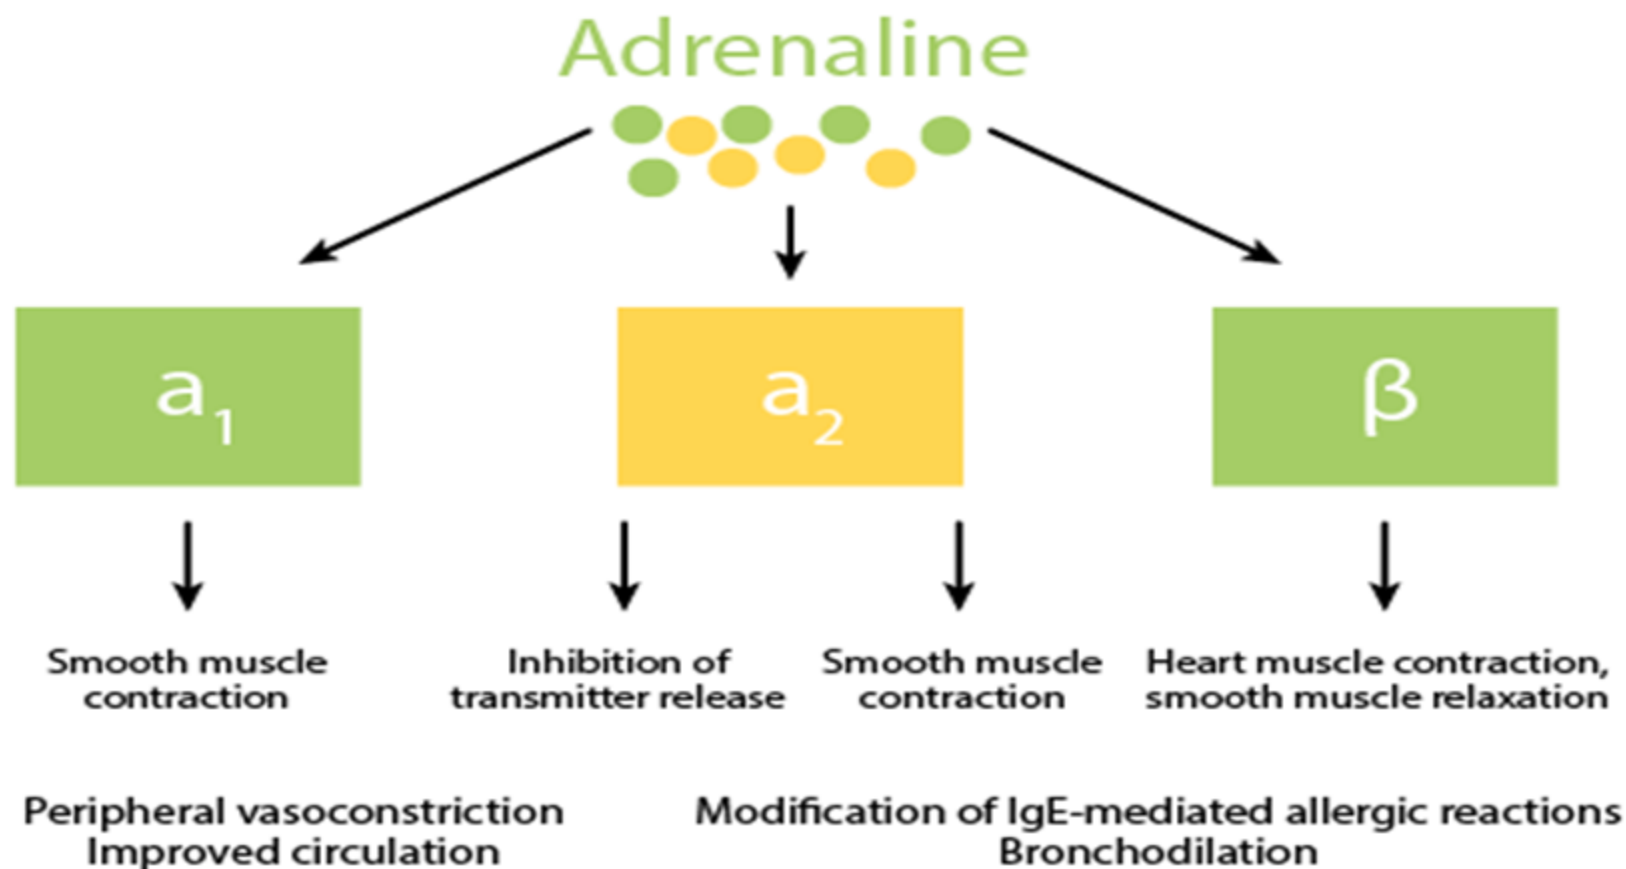 Adrenaline
a1
a2
β
Smooth muscle
contraction
Inhibition of
transmitter release
Smooth muscle
contraction
Heart muscle contraction,
smooth muscle relaxation
Peripheral vasoconstriction
Improved circulation
Modification of IgE-mediated allergic reactions
Bronchodilation